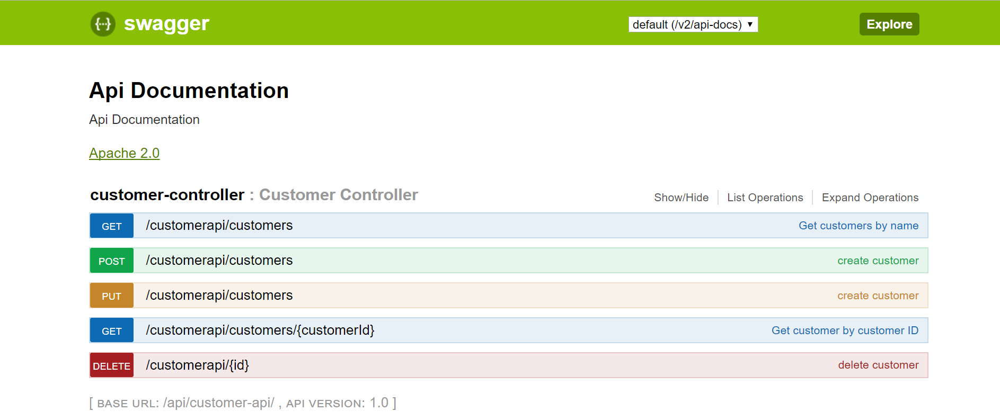 {···} swagger default (/v2/api-docs) ▼ Explore
Api Documentation
Api Documentation
Apache 2.0
customer-controller : Customer Controller Show/Hide List Operations Expand Operations
GET /customerapi/customers Get customers by name
POST /customerapi/customers create customer
PUT /customerapi/customers create customer
GET /customerapi/customers/{customerId} Get customer by customer ID
DELETE /customerapi/{id} delete customer
[ BASE URL: /api/customer-api/ , API VERSION: 1.0 ]